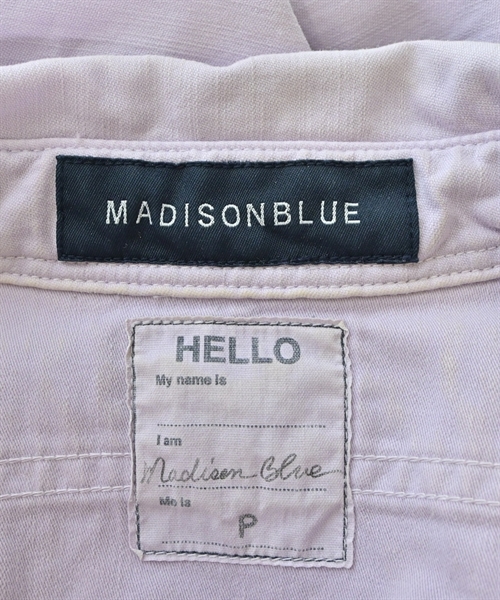 MADISONBLUE
HELLO
My name is
I am
Madison Blue
Me is
P